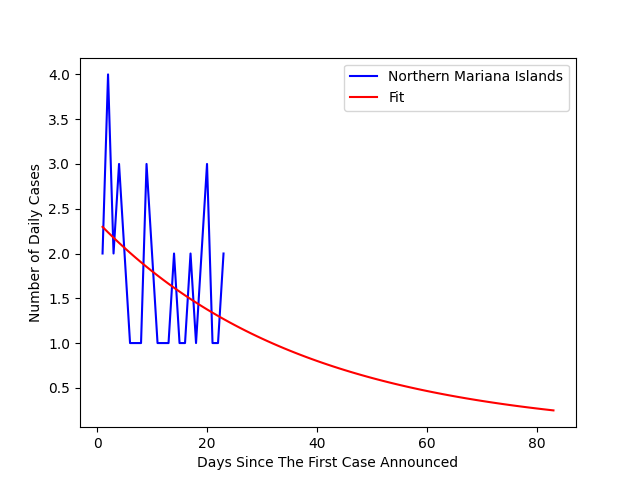 Northern Mariana Islands
Fit
4.0
3.5
3.0
2.5
2.0
1.5
1.0
0.5
Number of Daily Cases
0 20 40 60 80
Days Since The First Case Announced